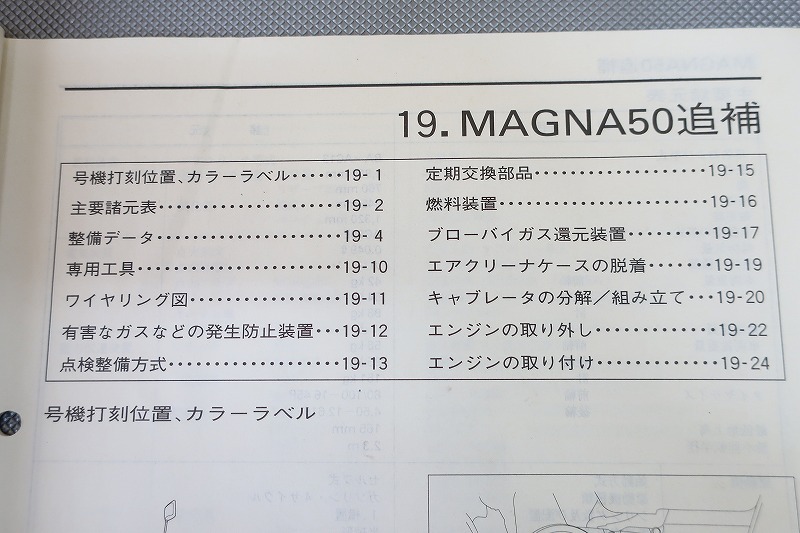 19. MAGNA50追補
号機打刻位置、カラーラベル······19- 1
主要諸元表····················19- 2
整備データ····················19- 4
専用工具······················19-10
ワイヤリング図················19-11
有害なガスなどの発生防止装置···19-12
点検整備方式··················19-13
定期交換部品··················19-15
燃料装置······················19-16
ブローバイガス還元装置········19-17
エアクリーナケースの脱着·······19-19
キャブレータの分解／組み立て···19-20
エンジンの取り外し············19-22
エンジンの取り付け············19-24
号機打刻位置、カラーラベル